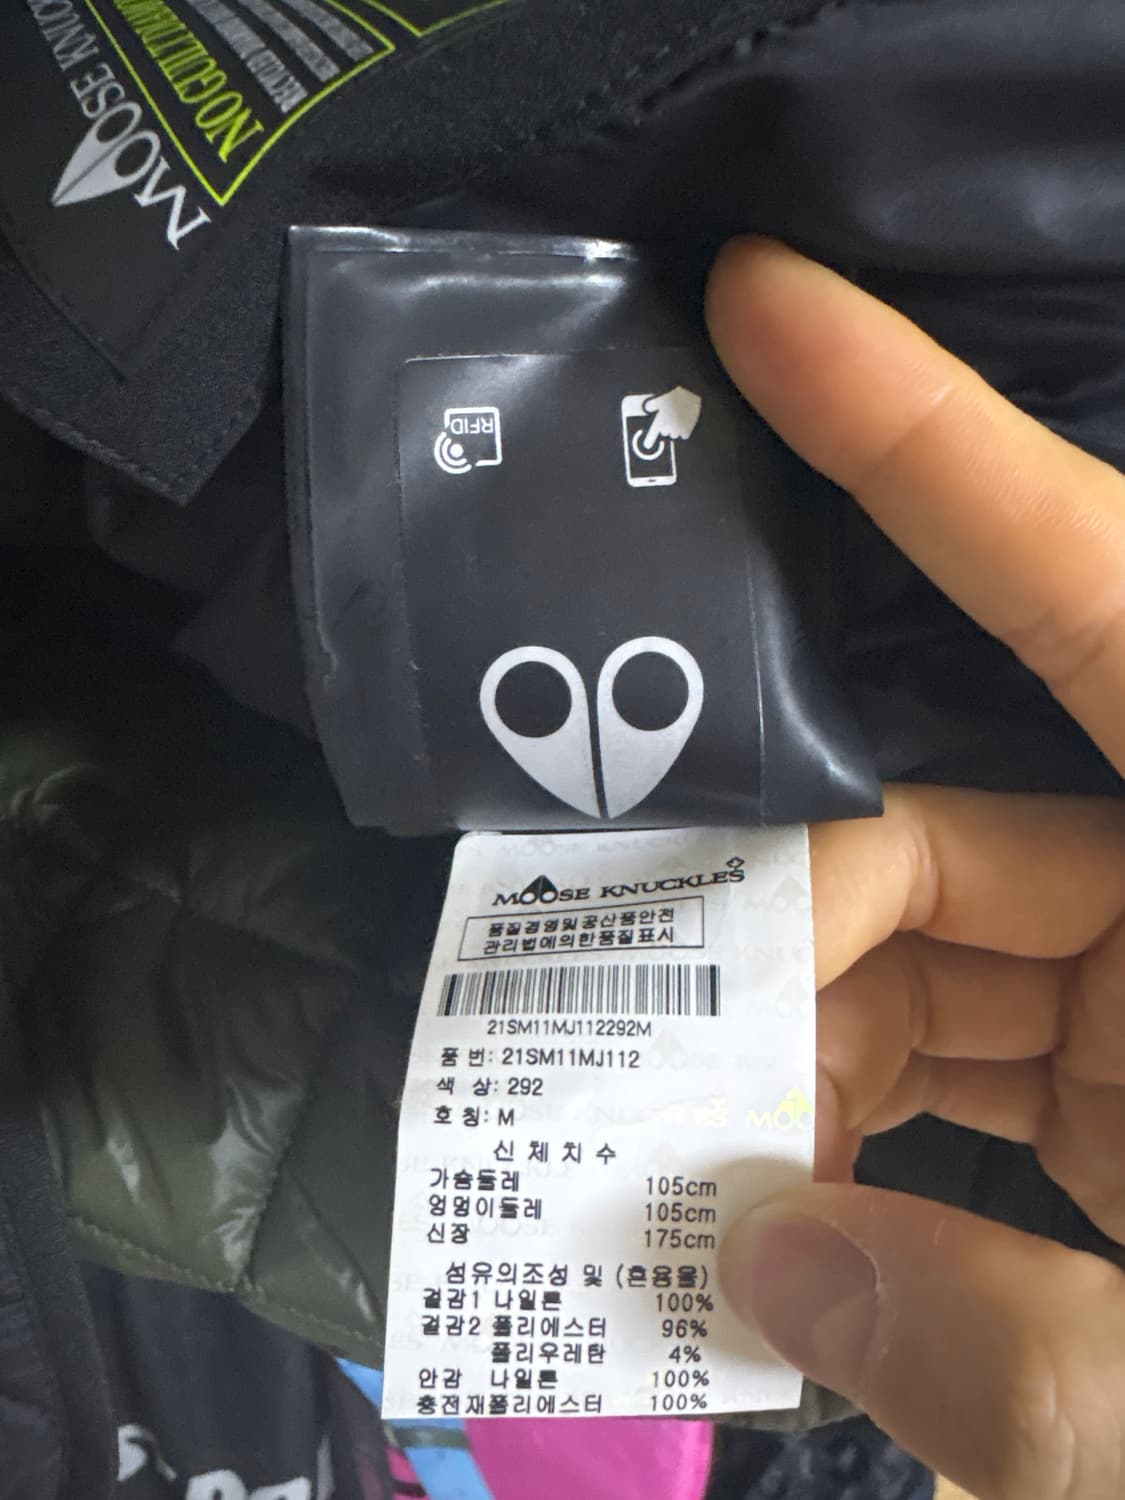 MOOSE KNUC
MOOSE
NO GUILT
RECYCLED
RFID
MOOSE KNUCKLES
품질경영및공산품안전
관리법에의한품질표시
21SM11MJ112292M
품 번: 21SM11MJ112
색 상: 292
호 칭: M
신 체 치 수
가슴둘레 105cm
엉덩이둘레 105cm
신장 175cm
섬유의조성 및 (혼용율)
겉감1 나일론 100%
겉감2 폴리에스터 96%
폴리우레탄 4%
안감 나일론 100%
충전재폴리에스터 100%